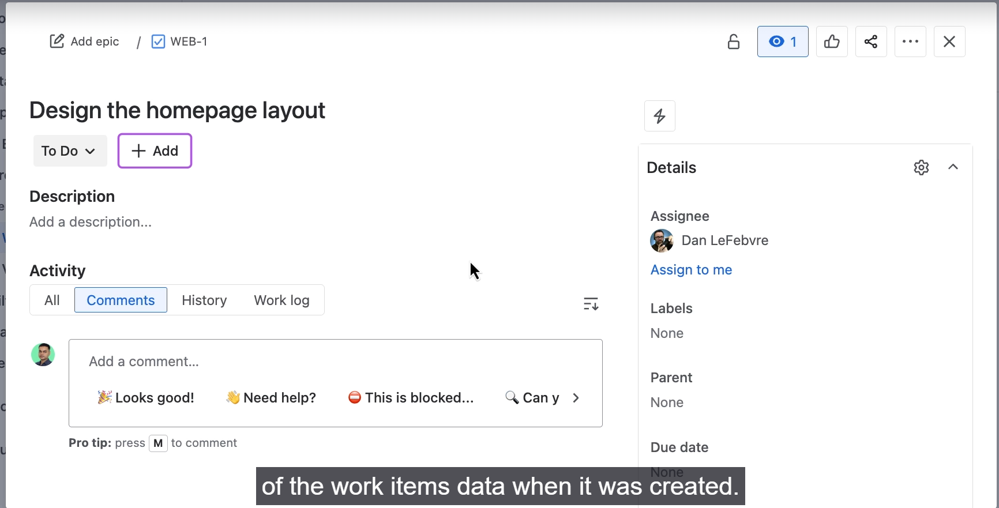 Add epic / WEB-1
1
Design the homepage layout
To Do
+ Add
Description
Add a description...
Activity
All Comments History Work log
Add a comment...
Looks good! Need help? This is blocked... Can y
Pro tip: press M to comment
Details
Assignee
Dan LeFebvre
Assign to me
Labels
None
Parent
None
Due date
None
of the work items data when it was created.